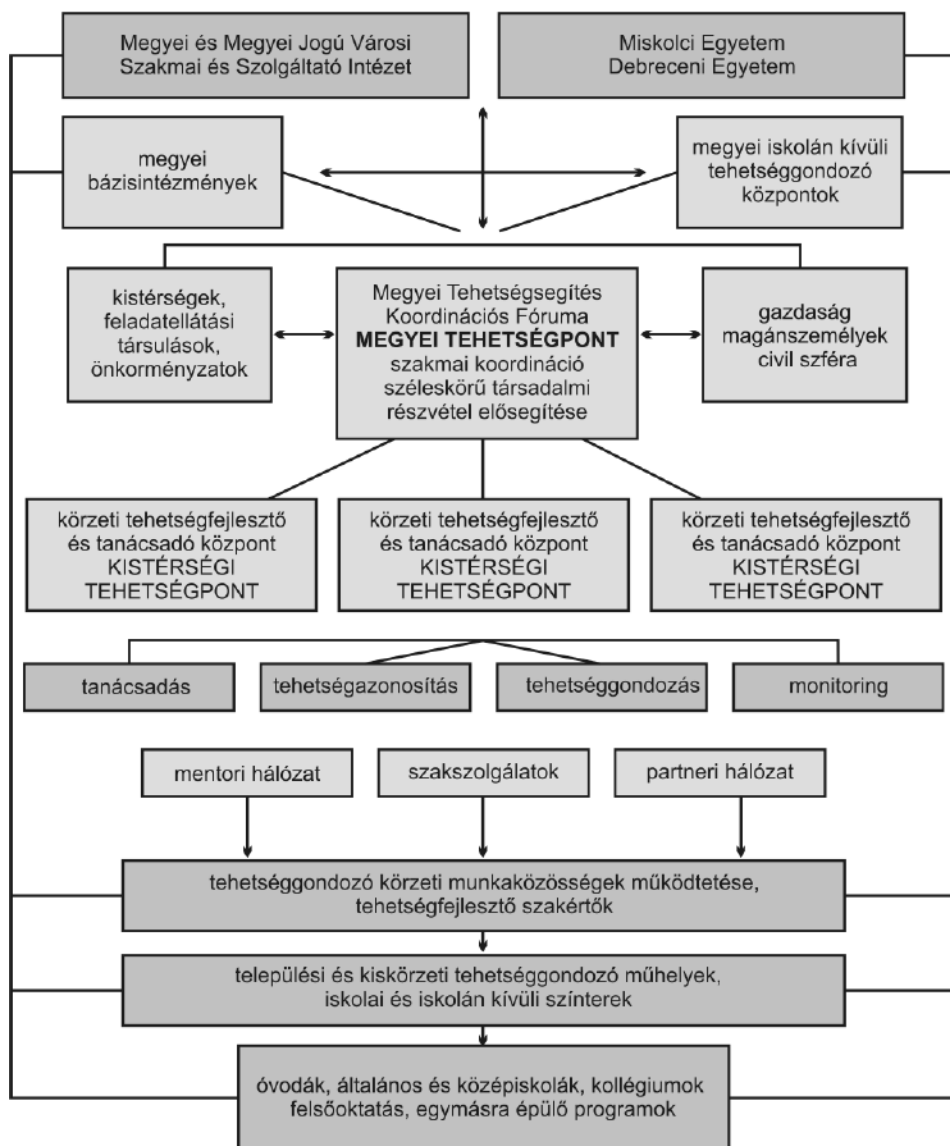 Megyei és Megyei Jogú Városi
Szakmai és Szolgáltató Intézet
Miskolci Egyetem
Debreceni Egyetem
megyei
bázisintézmények
megyei iskolán kívüli
tehetséggondozó
központok
kistérségek,
feladatellátási
társulások,
önkormányzatok
Megyei Tehetségsegítés
Koordinációs Fóruma
MEGYEI TEHETSÉGPONT
szakmai koordináció
széleskörű társadalmi
részvétel elősegítése
gazdaság
magánszemélyek
civil szféra
körzeti tehetségfejlesztő
és tanácsadó központ
KISTÉRSÉGI
TEHETSÉGPONT
körzeti tehetségfejlesztő
és tanácsadó központ
KISTÉRSÉGI
TEHETSÉGPONT
körzeti tehetségfejlesztő
és tanácsadó központ
KISTÉRSÉGI
TEHETSÉGPONT
tanácsadás
tehetségazonosítás
tehetséggondozás
monitoring
mentori hálózat
szakszolgálatok
partneri hálózat
tehetséggondozó körzeti munkaközösségek működtetése,
tehetségfejlesztő szakértők
települési és kiskörzeti tehetséggondozó műhelyek,
iskolai és iskolán kívüli színterek
óvodák, általános és középiskolák, kollégiumok
felsőoktatás, egymásra épülő programok